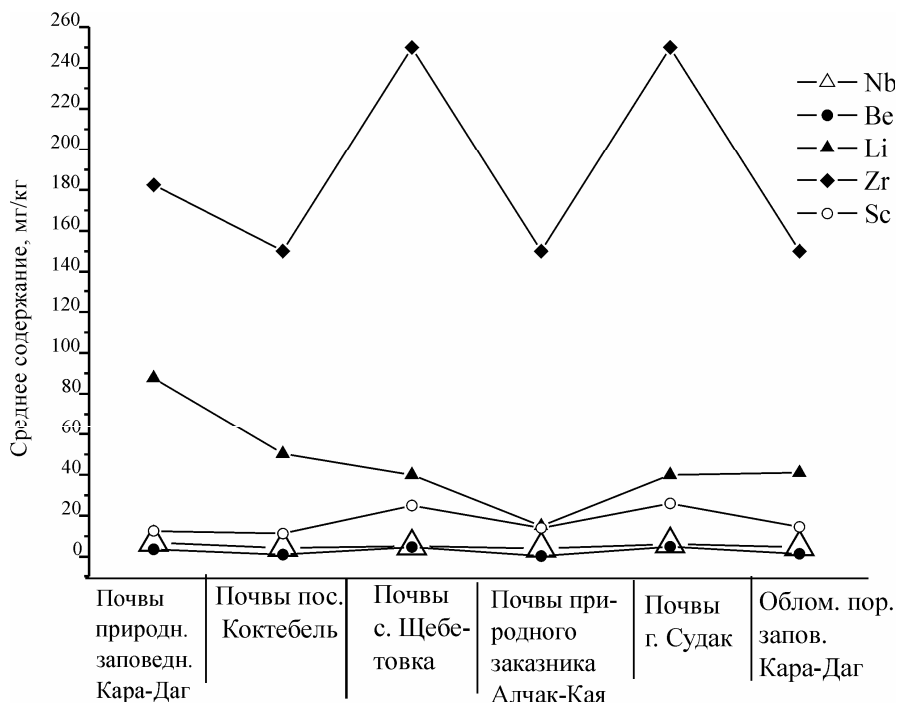 Среднее содержание, мг/кг
260
240
220
200
180
160
140
120
100
80
60
40
20
0
Nb
Be
Li
Zr
Sc
Почвы
природн.
заповедн.
Кара-Даг
Почвы пос.
Коктебель
Почвы
с. Щебе-
товка
Почвы при-
родного
заказника
Алчак-Кая
Почвы
г. Судак
Облом. пор.
запов.
Кара-Даг